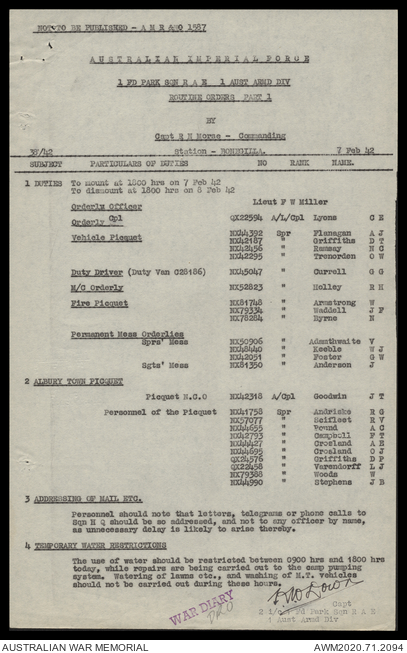 NOT TO BE PUBLISHED - A M R & O 1587
AUSTRALIAN IMPERIAL FORCE
1 FD PARK SQN R A E 1 AUST ARMD DIV
ROUTINE ORDERS PART 1
BY
Capt R H Morse - Commanding
38/42 Station - BONEGILLA. 7 Feb 42
SUBJECT PARTICULARS OF DUTIES NO RANK NAME.
1 DUTIES To mount at 1800 hrs on 7 Feb 42
To dismount at 1800 hrs on 8 Feb 42
Orderly Officer Lieut F W Miller
Orderly Cpl QX22594 A/L/Cpl Lyons C E
Vehicle Picquet NX44392 Spr Flanagan A J
NX42187 " Griffiths D T
NX42456 " Ramsay N C
NX42295 " Trenorden O W
Duty Driver (Duty Van C28186) NX45047 " Currell G G
M/C Orderly NX52823 " Holley R H
Fire Picquet NX81748 " Armstrong W
NX79334 " Waddell J F
NX78284 " Byrne N
Permanent Mess Orderlies
Sprs' Mess NX50906 " Adamthwaite V
NX48440 " Keeble W J
NX42051 " Foster G W
Sgts' Mess NX81350 " Anderson J
2 ALBURY TOWN PICQUET
Picquet N.C.O NX42318 A/Cpl Goodwin J T
Personnel of the Picquet NX41758 Spr Andriske R G
NX57077 " Scifleet R V
NX44655 " Pound A C
NX42793 " Campbell F T
NX44427 " Crosland A E
NX44695 " Crosland O J
QX24576 " Griffiths D P
QX22458 " Varendorff L J
NX79388 " Woods W
NX44990 " Stephens J B
3 ADDRESSING OF MAIL ETC.
Personnel should note that letters, telegrams or phone calls to
Sqn H Q should be so addressed, and not to any officer by name,
as unnecessary delay is likely to arise thereby.
4 TEMPORARY WATER RESTRICTIONS
The use of water should be restricted between 0900 hrs and 1800 hrs
today, while repairs are being carried out to the camp pumping
system. Watering of lawns etc., and washing of M.T. vehicles
should not be carried out during these hours.
Capt
2 i/c 1 Fd Park Sqn R A E
1 Aust Armd Div
WAR DIARY
AUSTRALIAN WAR MEMORIAL AWM2020.71.2094